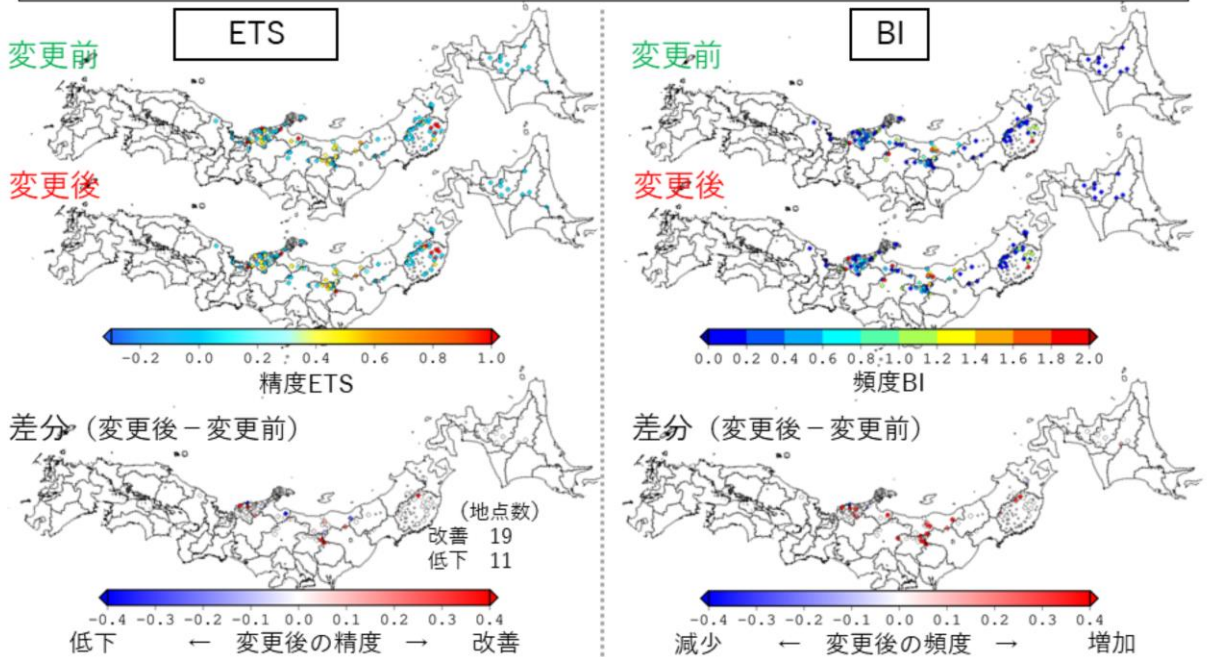 ETS
変更前
変更後
-0.2 0.0 0.2 0.4 0.6 0.8 1.0
精度ETS
差分（変更後－変更前）
（地点数）
改善 19
低下 11
-0.4 -0.3 -0.2 -0.1 0.0 0.1 0.2 0.3 0.4
低下 ← 変更後の精度 → 改善
BI
変更前
変更後
0.0 0.2 0.4 0.6 0.8 1.0 1.2 1.4 1.6 1.8 2.0
頻度BI
差分（変更後－変更前）
-0.4 -0.3 -0.2 -0.1 0.0 0.1 0.2 0.3 0.4
減少 ← 変更後の頻度 → 増加